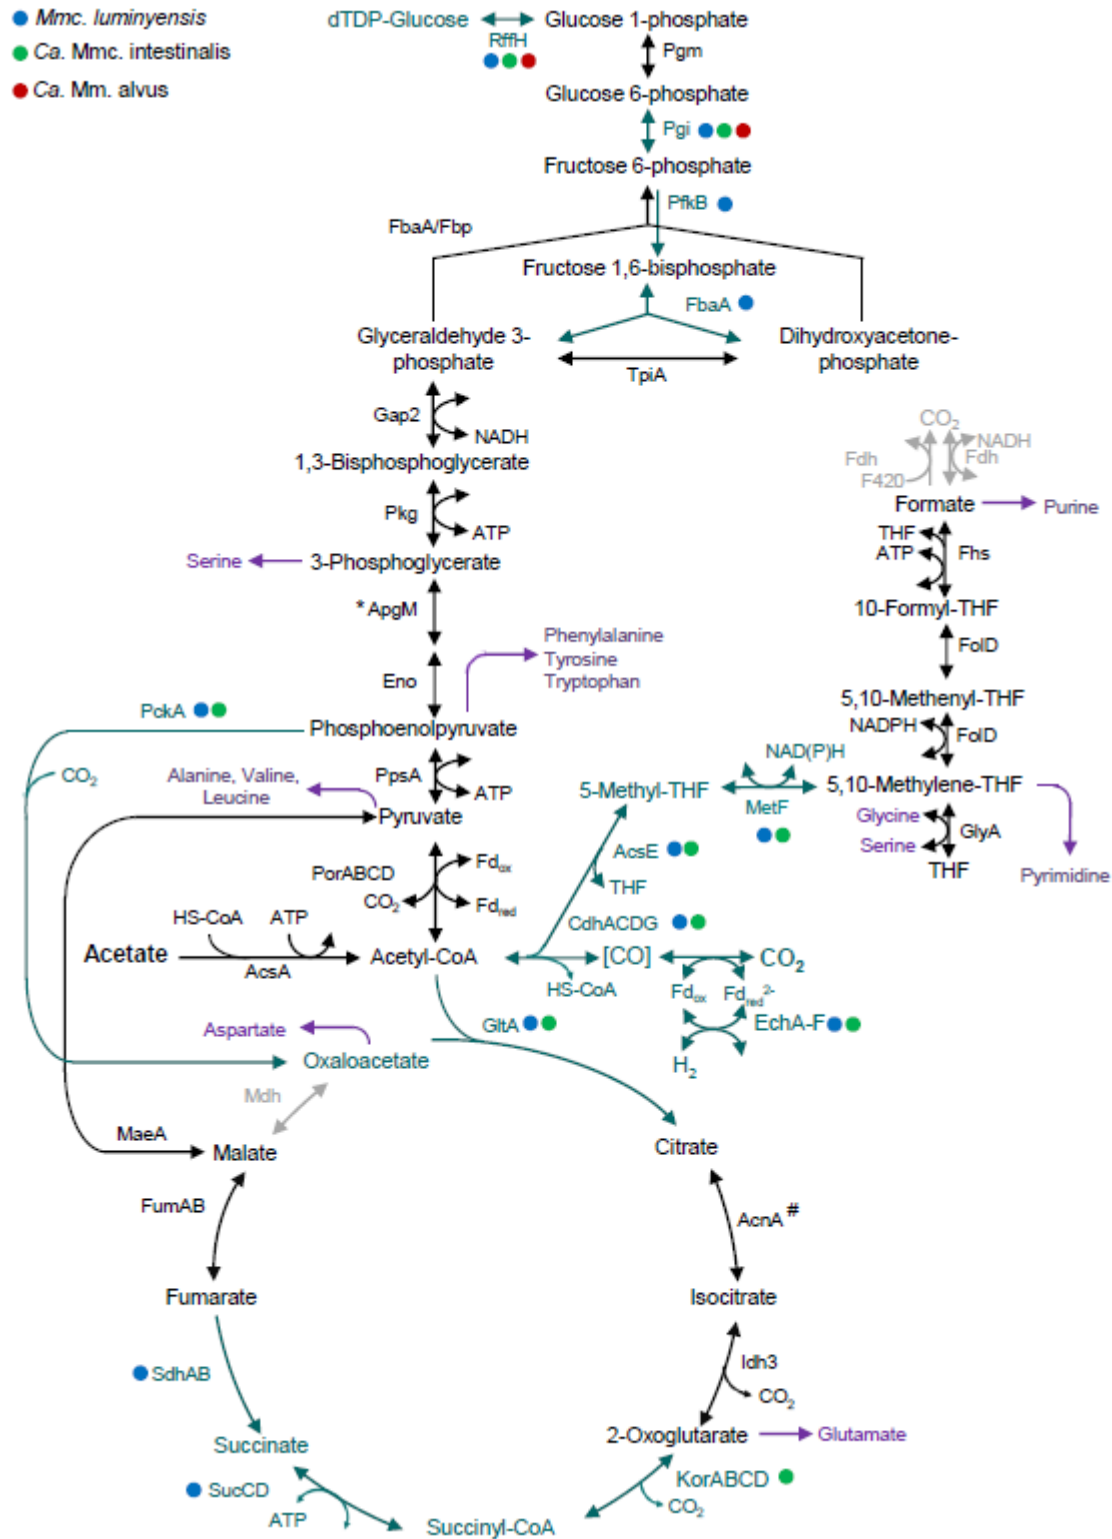 Mmc. luminyensis
Ca. Mmc. intestinalis
Ca. Mm. alvus
dTDP-Glucose
Glucose 1-phosphate
RffH
Pgm
Glucose 6-phosphate
Pgi
Fructose 6-phosphate
PfkB
FbaA/Fbp
Fructose 1,6-bisphosphate
FbaA
Glyceraldehyde 3-
phosphate
Dihydroxyacetone-
phosphate
TpiA
Gap2
NADH
1,3-Bisphosphoglycerate
Pkg
ATP
Serine
3-Phosphoglycerate
*ApgM
Phenylalanine
Tyrosine
Tryptophan
Eno
PckA
Phosphoenolpyruvate
CO2
Alanine, Valine,
Leucine
PpsA
ATP
Pyruvate
PorABCD
Fdox
CO2
Fdred
HS-CoA
ATP
Acetate
AcsA
Acetyl-CoA
CO2
NADH
Fdh
Fdh
F420
Formate
Purine
THF
ATP
Fhs
10-Formyl-THF
FolD
5,10-Methenyl-THF
NADPH
FolD
NAD(P)H
5-Methyl-THF
MetF
5,10-Methylene-THF
Glycine
Serine
GlyA
THF
Pyrimidine
AcsE
THF
CdhACDG
[CO]
CO2
HS-CoA
Fdox
Fdred2-
EchA-F
H2
GltA
Aspartate
Oxaloacetate
Mdh
MaeA
Malate
Citrate
FumAB
AcnA#
Fumarate
Isocitrate
SdhAB
Idh3
CO2
Succinate
2-Oxoglutarate
Glutamate
SucCD
KorABCD
ATP
CO2
Succinyl-CoA